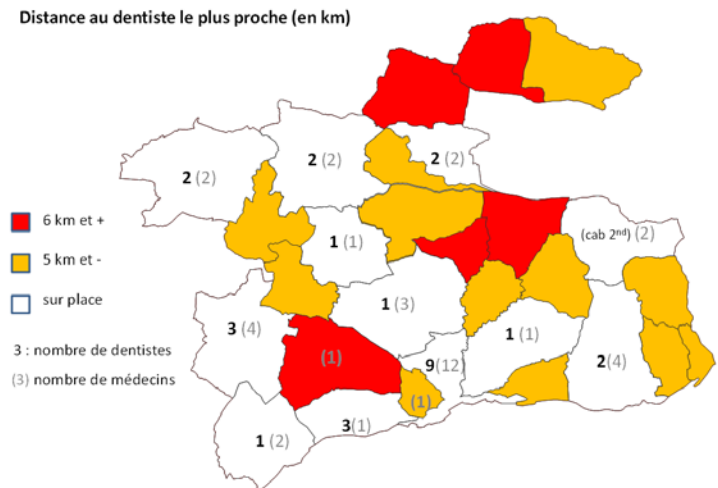 Distance au dentiste le plus proche (en km)
2 (2)
2 (2)
2 (2)
6 km et +
5 km et -
sur place
1 (1)
(cab 2nd) (2)
1 (3)
3 (4)
1 (1)
3 : nombre de dentistes
(3) nombre de médecins
(1)
9(12)
2(4)
(1)
3(1)
1 (2)